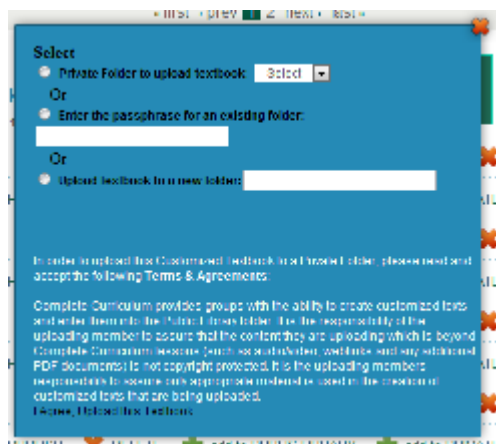 « first ‹ prev 1 2 next › last »
Select
Private Folder to upload textbook: Select
Or
Enter the passphrase for an existing folder:
Or
Upload textbook to a new folder:
In order to upload this Customized Textbook to a Private Folder, please read and
accept the following Terms & Agreements:
Complete Curriculum provides groups with the ability to create customized texts
and enter them into the Public Library folder. It is the responsibility of the
uploading member to assure that the content they are uploading which is beyond
Complete Curriculum lessons (such as audio/video, weblinks and any additional
PDF documents) is not copyright protected. It is the uploading members
responsibility to assure only appropriate material is used in the creation of
customized texts that are being uploaded.
I Agree, Upload this Textbook